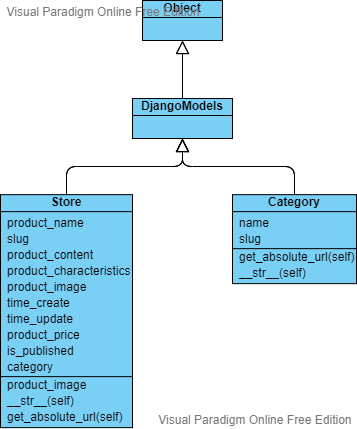 Visual Paradigm Online Free Edition
Object
DjangoModels
Store
product_name
slug
product_content
product_characteristics
product_image
time_create
time_update
product_price
is_published
category
product_image
__str__(self)
get_absolute_url(self)
Category
name
slug
get_absolute_url(self)
__str__(self)
Visual Paradigm Online Free Edition